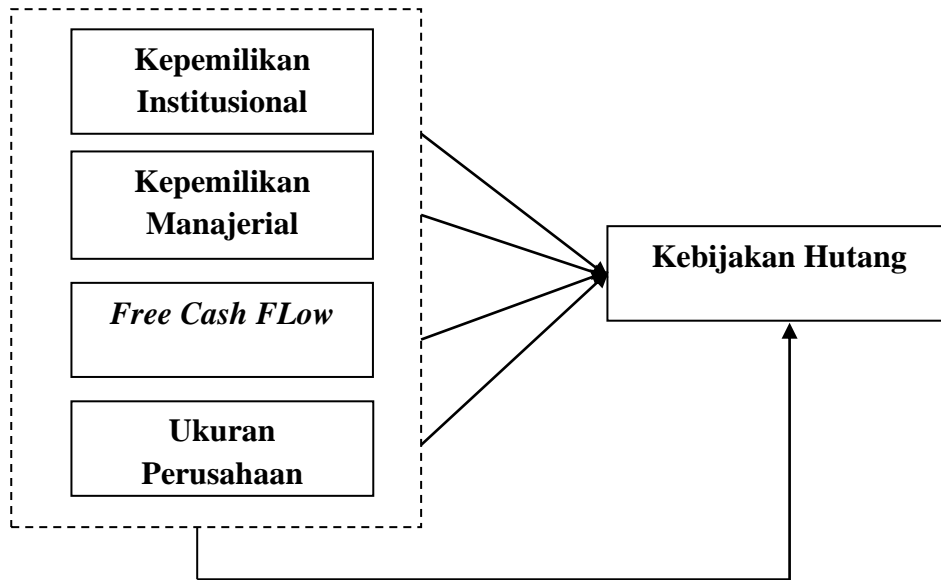 Kepemilikan
Institusional
Kepemilikan
Manajerial
Free Cash FLow
Ukuran
Perusahaan
Kebijakan Hutang